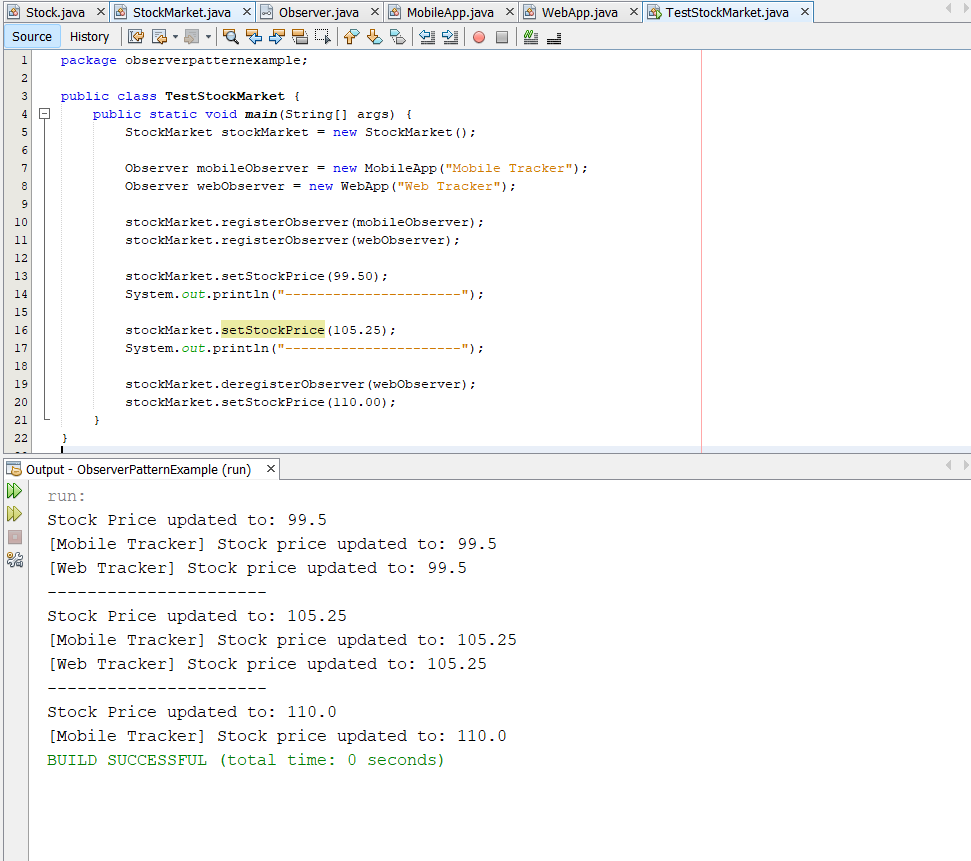 Stock.java StockMarket.java Observer.java MobileApp.java WebApp.java TestStockMarket.java
Source History
1 package observerpatternexample;
2
3 public class TestStockMarket {
4 public static void main(String[] args) {
5 StockMarket stockMarket = new StockMarket();
6
7 Observer mobileObserver = new MobileApp("Mobile Tracker");
8 Observer webObserver = new WebApp("Web Tracker");
9
10 stockMarket.registerObserver(mobileObserver);
11 stockMarket.registerObserver(webObserver);
12
13 stockMarket.setStockPrice(99.50);
14 System.out.println("----------------------");
15
16 stockMarket.setStockPrice(105.25);
17 System.out.println("----------------------");
18
19 stockMarket.deregisterObserver(webObserver);
20 stockMarket.setStockPrice(110.00);
21 }
22 }
Output - ObserverPatternExample (run)
run:
Stock Price updated to: 99.5
[Mobile Tracker] Stock price updated to: 99.5
[Web Tracker] Stock price updated to: 99.5
----------------------
Stock Price updated to: 105.25
[Mobile Tracker] Stock price updated to: 105.25
[Web Tracker] Stock price updated to: 105.25
----------------------
Stock Price updated to: 110.0
[Mobile Tracker] Stock price updated to: 110.0
BUILD SUCCESSFUL (total time: 0 seconds)